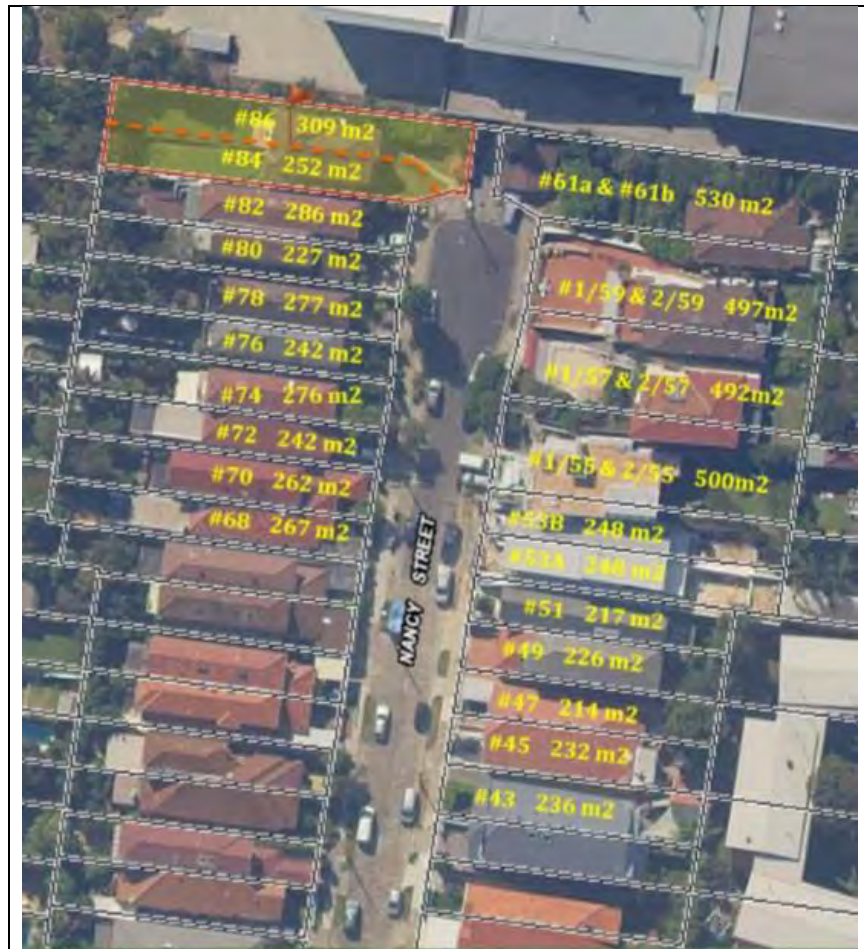 #86 309 m2
#84 252 m2
#82 286 m2
#80 227 m2
#78 277 m2
#76 242 m2
#74 276 m2
#72 242 m2
#70 262 m2
#68 267 m2
NANCY STREET
#61a & #61b 530 m2
#1/59 & 2/59 497m2
#1/57 & 2/57 492m2
#1/55 & 2/55 500m2
#53B 248 m2
#53A 248 m2
#51 217 m2
#49 226 m2
#47 214 m2
#45 232 m2
#43 236 m2